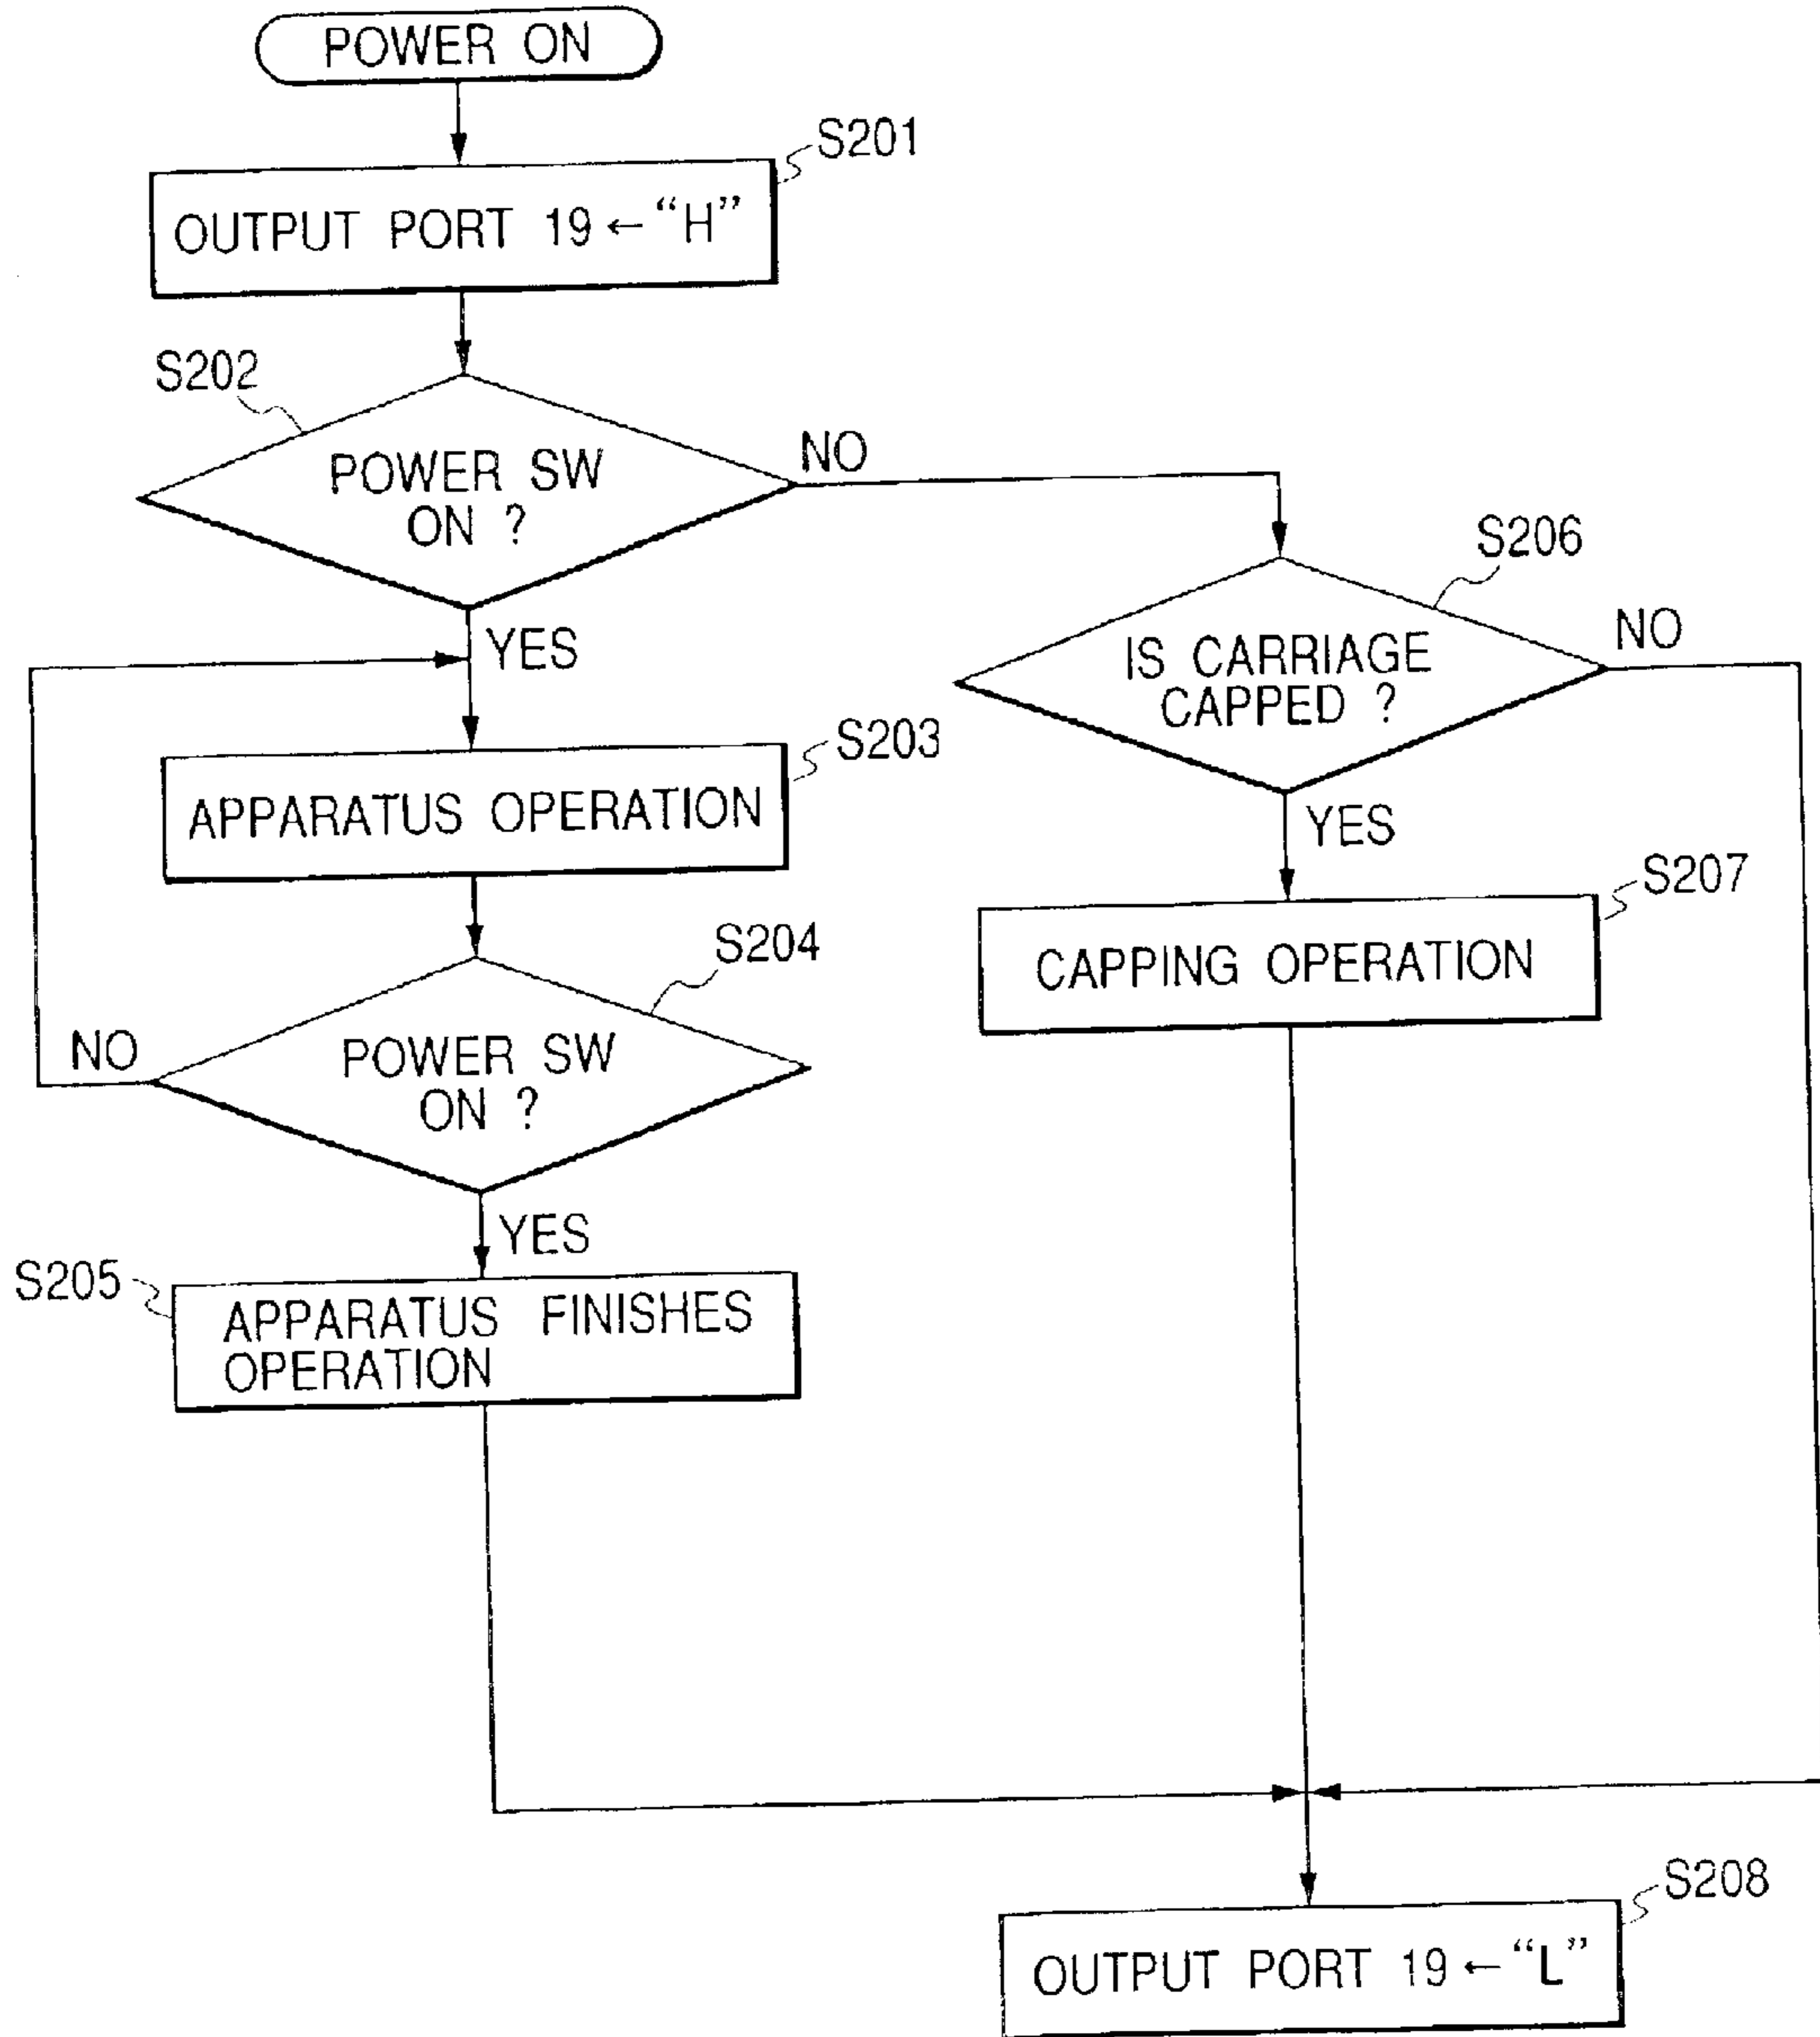 POWER ON
S201
OUTPUT PORT 19 ← “H”
S202
POWER SW
ON ?
NO
YES
S206
IS CARRIAGE
CAPPED ?
NO
YES
S203
APPARATUS OPERATION
S207
CAPPING OPERATION
S204
POWER SW
ON ?
NO
YES
S205
APPARATUS FINISHES
OPERATION
S208
OUTPUT PORT 19 ← “L”